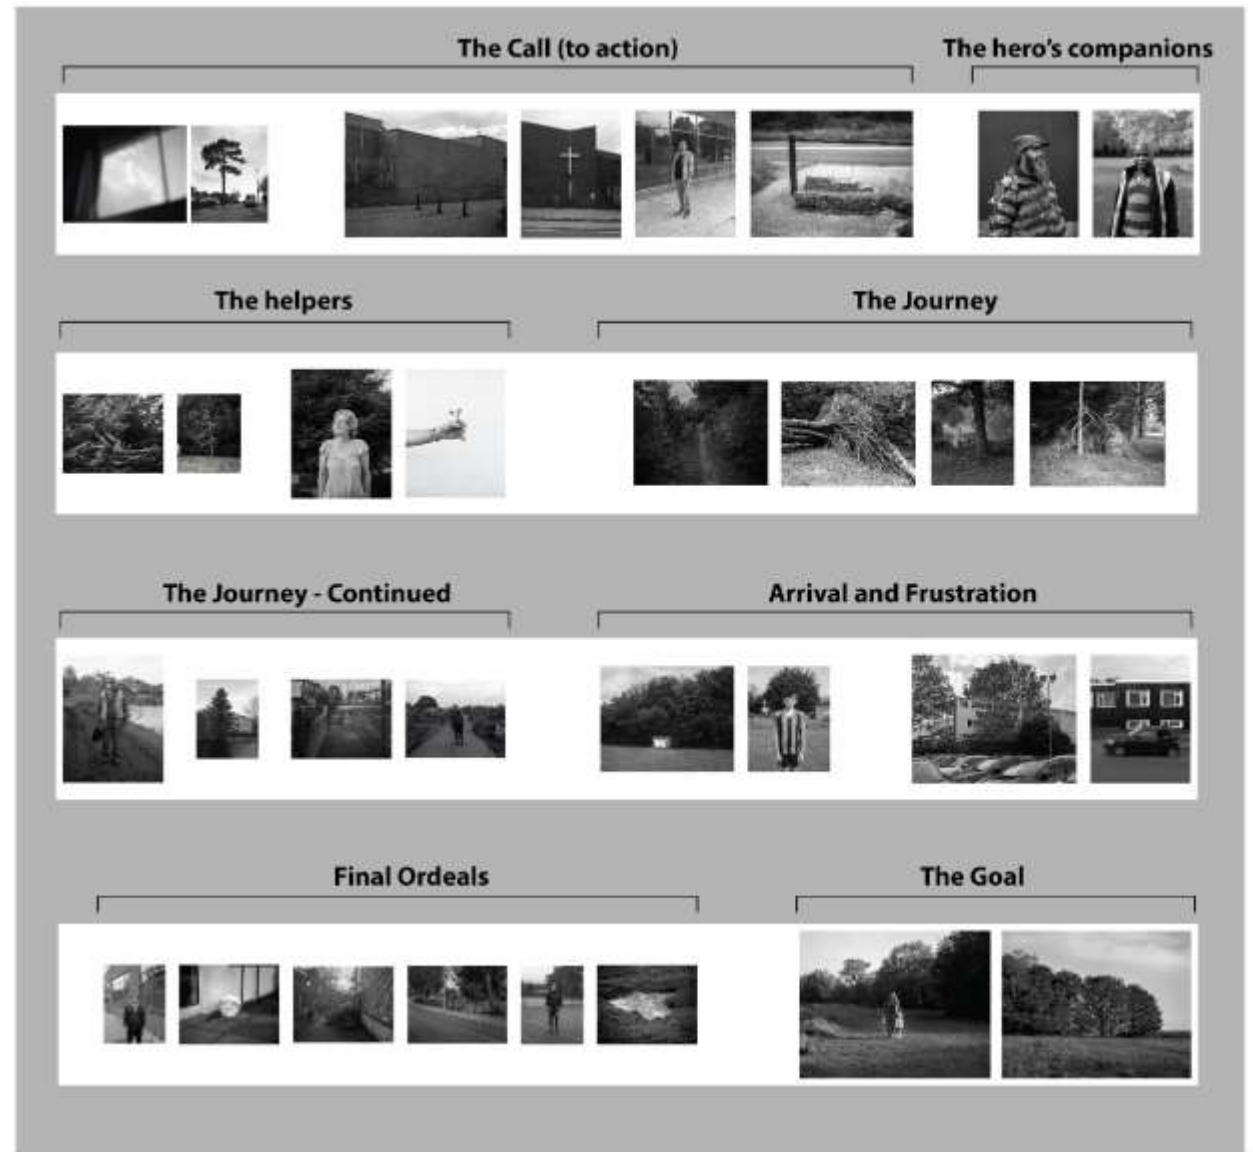 The Call (to action)
The hero's companions
The helpers
The Journey
The Journey - Continued
Arrival and Frustration
Final Ordeals
The Goal